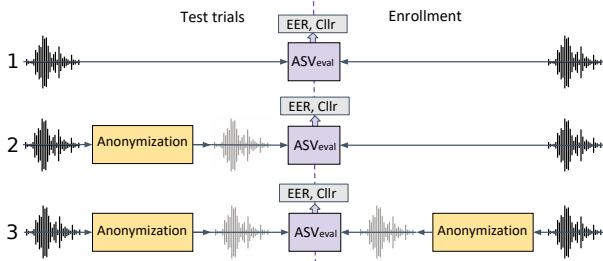 Test trials Enrollment
EER, Cllr
1 ASVeval
EER, Cllr
2 Anonymization ASVeval
EER, Cllr
3 Anonymization ASVeval Anonymization